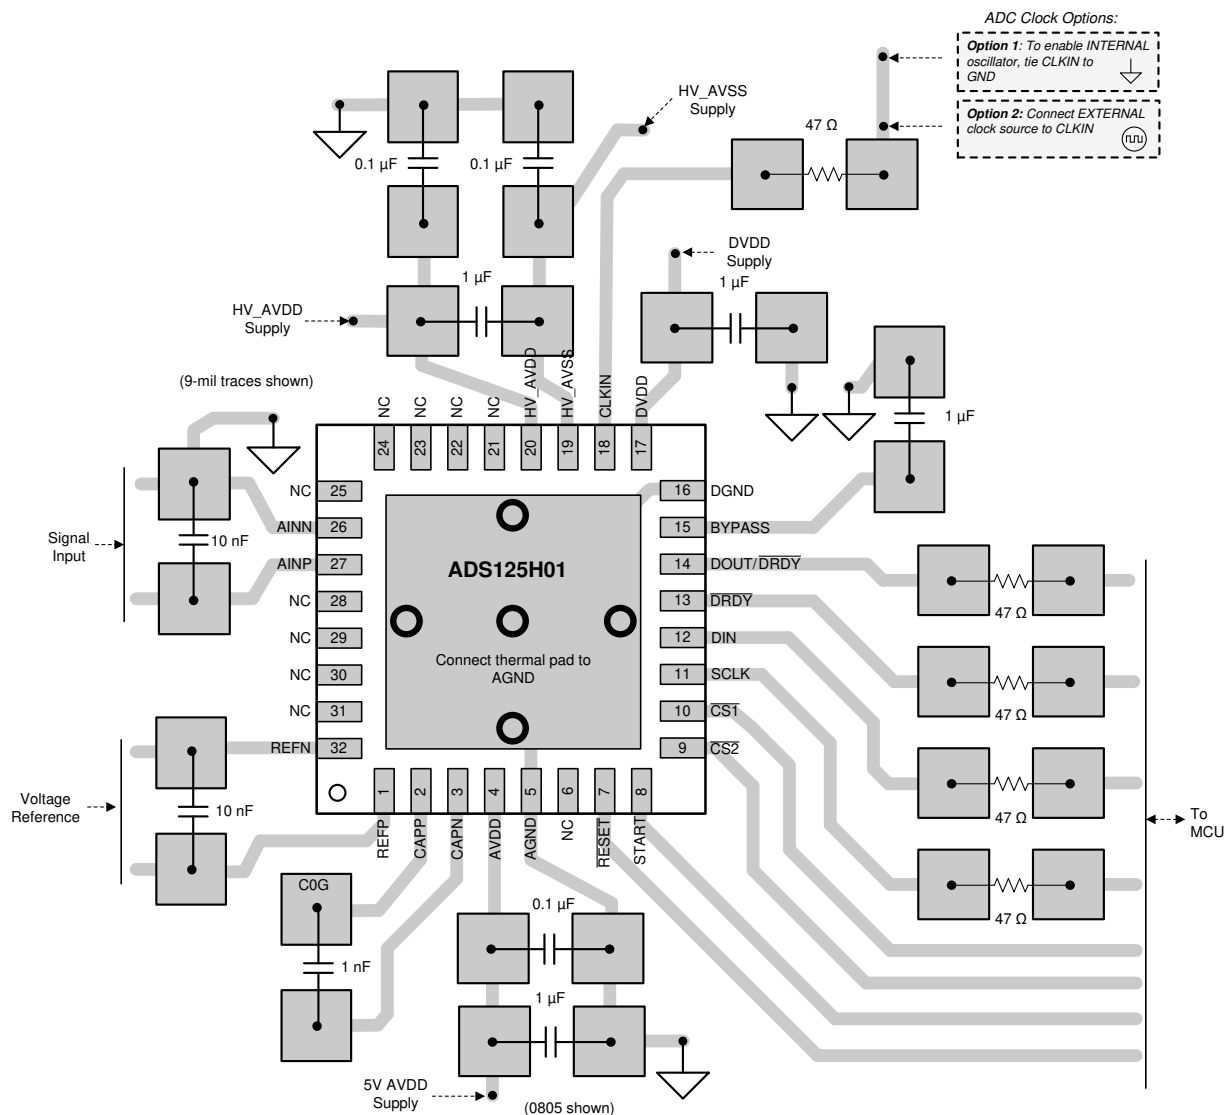 ADC Clock Options:
Option 1: To enable INTERNAL
oscillator, tie CLKIN to
GND
Option 2: Connect EXTERNAL
clock source to CLKIN
HV_AVSS
Supply
47 Ω
0.1 µF
0.1 µF
DVDD
Supply
1 µF
1 µF
HV_AVDD
Supply
(9-mil traces shown)
1 µF
NC
NC
NC
NC
HV_AVDD
HV_AVSS
CLKIN
DVDD
24
23
22
21
20
19
18
17
NC 25
AINN 26
AINP 27
NC 28
NC 29
NC 30
NC 31
REFN 32
Signal
Input
10 nF
Voltage
Reference
10 nF
ADS125H01
Connect thermal pad to
AGND
16 DGND
15 BYPASS
14 DOUT/DRDY
13 DRDY
12 DIN
11 SCLK
10 CS1
9 CS2
47 Ω
47 Ω
47 Ω
47 Ω
To
MCU
1
2
3
4
5
6
7
8
REFP
CAPP
CAPN
AVDD
AGND
NC
RESET
START
C0G
1 nF
0.1 µF
1 µF
5V AVDD
Supply
(0805 shown)